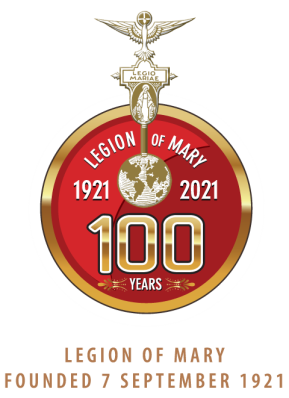 LEGIO
MARIAE
LEGION OF MARY
1921 2021
100
YEARS
LEGION OF MARY
FOUNDED 7 SEPTEMBER 1921